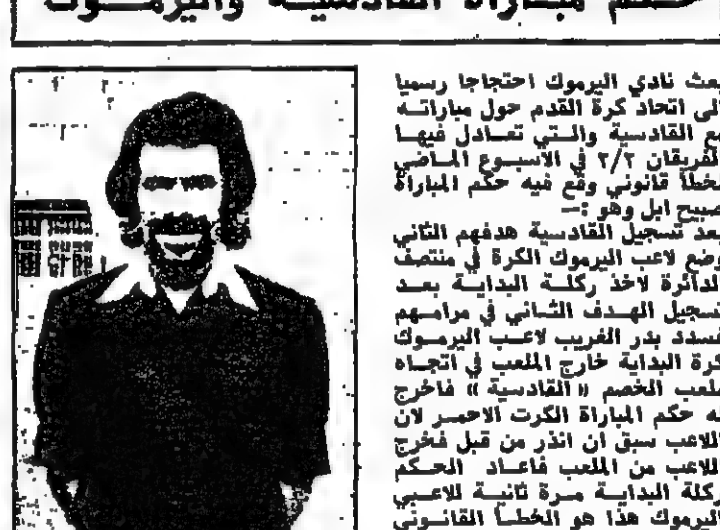 حكم مباراة القادسية واليرموك
بعث نادي اليرموك احتجاجا رسميا
الى اتحاد كرة القدم حول مباراته
مع القادسية والتي تعادل فيها
الفريقان ٢/٢ في الاسبوع الماضي
لخطأ قانوني وقع فيه حكم المباراة
صبيح ابل وهو :ـ
بعد تسجيل القادسية هدفهم الثاني
وضع لاعب اليرموك الكرة في منتصف
الدائرة لاخذ ركلة البداية بعد
تسجيل الهدف الثاني في مرامهم
فسدد بدر الغريب لاعب اليرموك
كرة البداية خارج الملعب في اتجاه
ملعب الخصم « القادسية » فاخرج
له حكم المباراة الكرت الاحمر لان
اللاعب سبق ان انذر من قبل فخرج
اللاعب من الملعب فاعاد الحكم
ركلة البداية مرة ثانية للاعبي
اليرموك هذا هو الخطأ القانوني